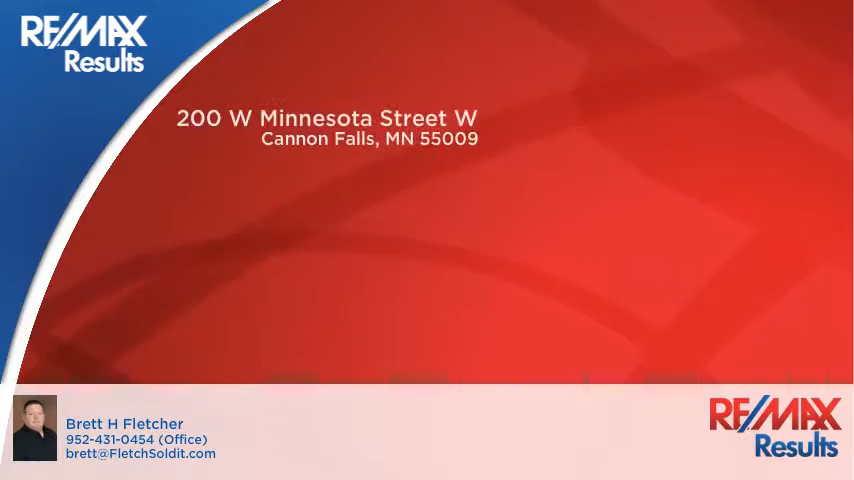 RE/MAX
Results
200 W Minnesota Street W
Cannon Falls, MN 55009
Brett H Fletcher
952-431-0454 (Office)
brett@FletchSoldit.com
RE/MAX
Results